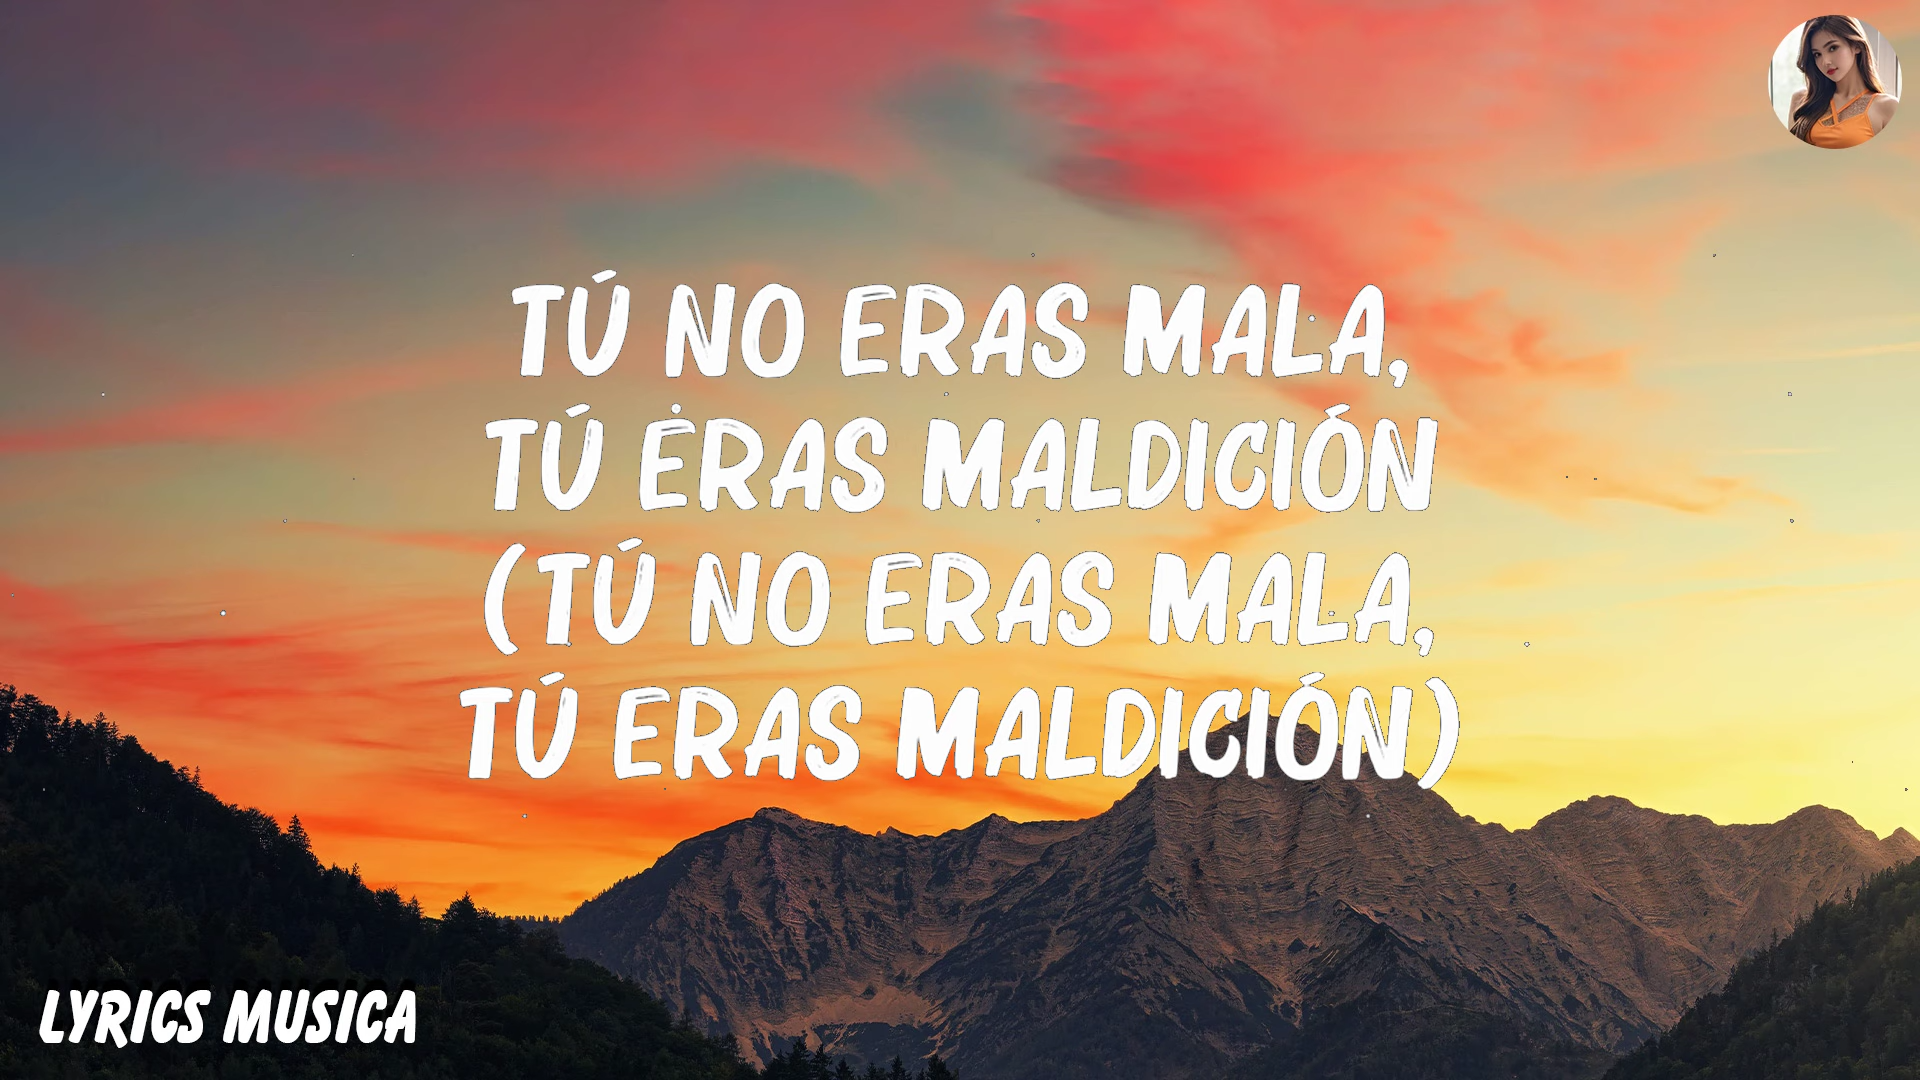 TÚ NO ERAS MALA,
TÚ ERAS MALDICIÓN
(TÚ NO ERAS MALA,
TÚ ERAS MALDICIÓN)
LYRICS MUSICA